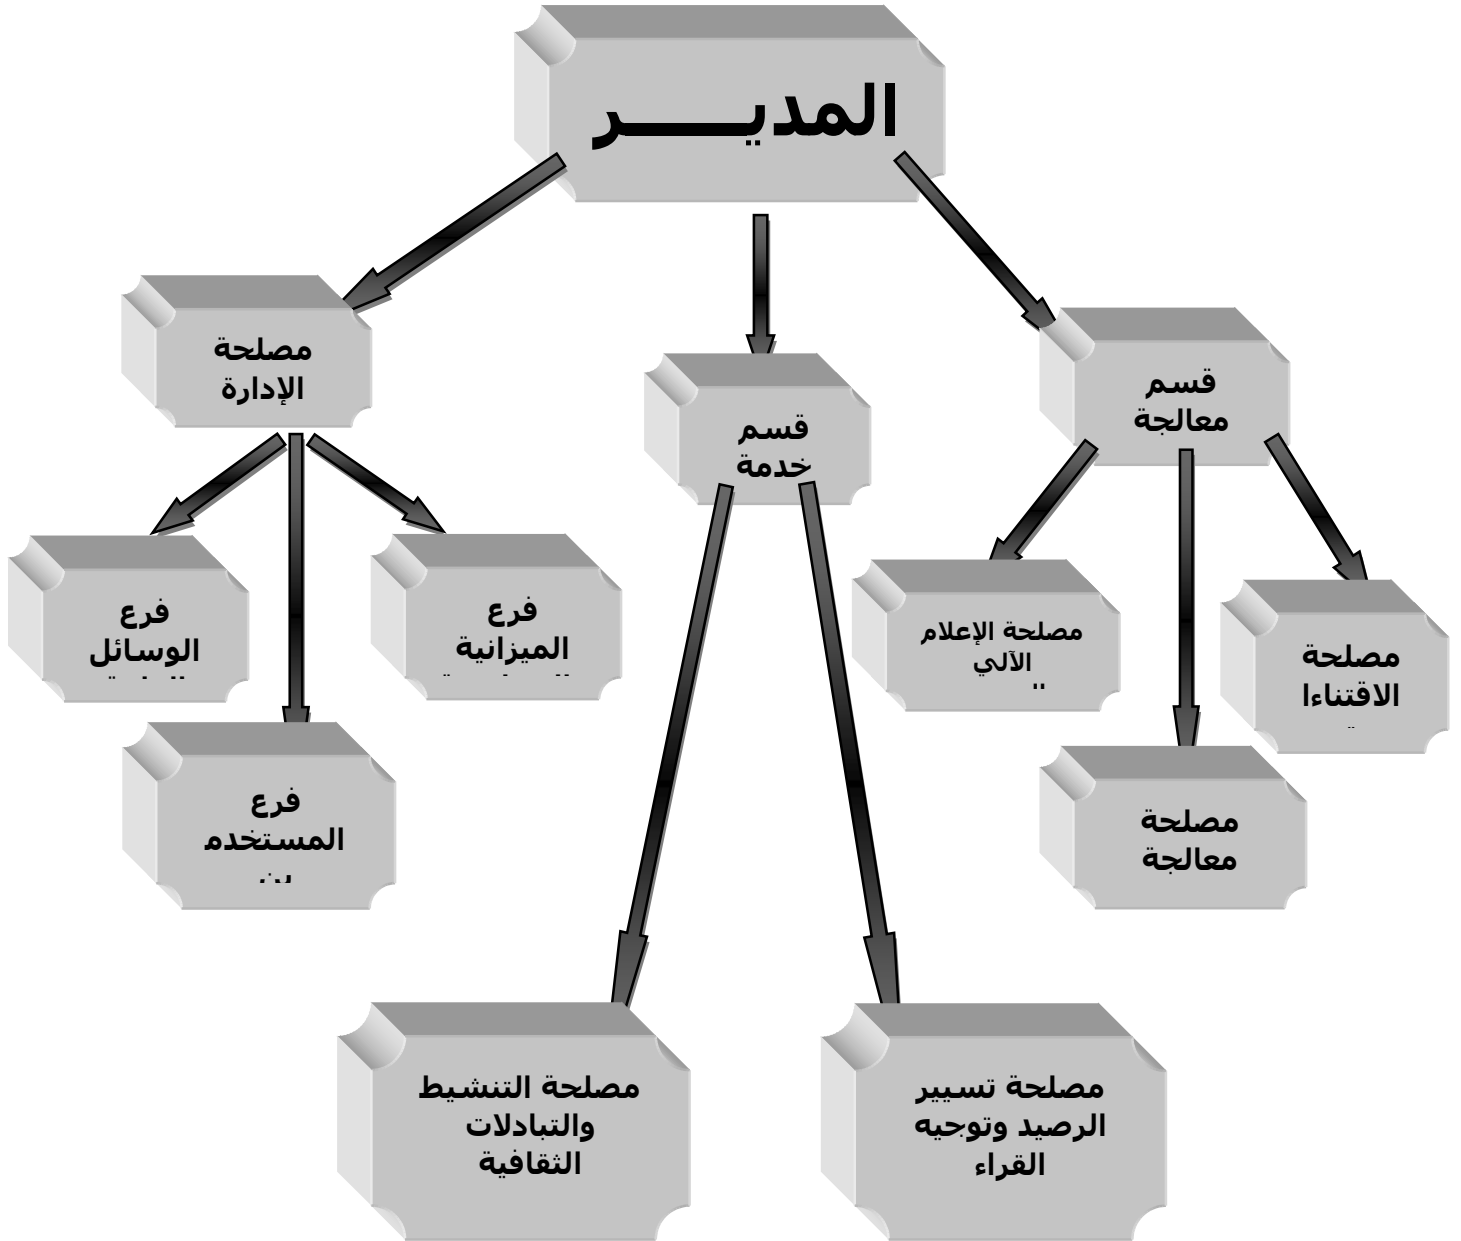 المديـــــر
مصلحة
الإدارة
قسم
معالجة
قسم
خدمة
فرع
الوسائل
فرع
الميزانية
مصلحة الإعلام
الآلي
مصلحة
الاقتناءا
فرع
المستخدم
ين
مصلحة
معالجة
مصلحة التنشيط
والتبادلات
الثقافية
مصلحة تسيير
الرصيد وتوجيه
القراء